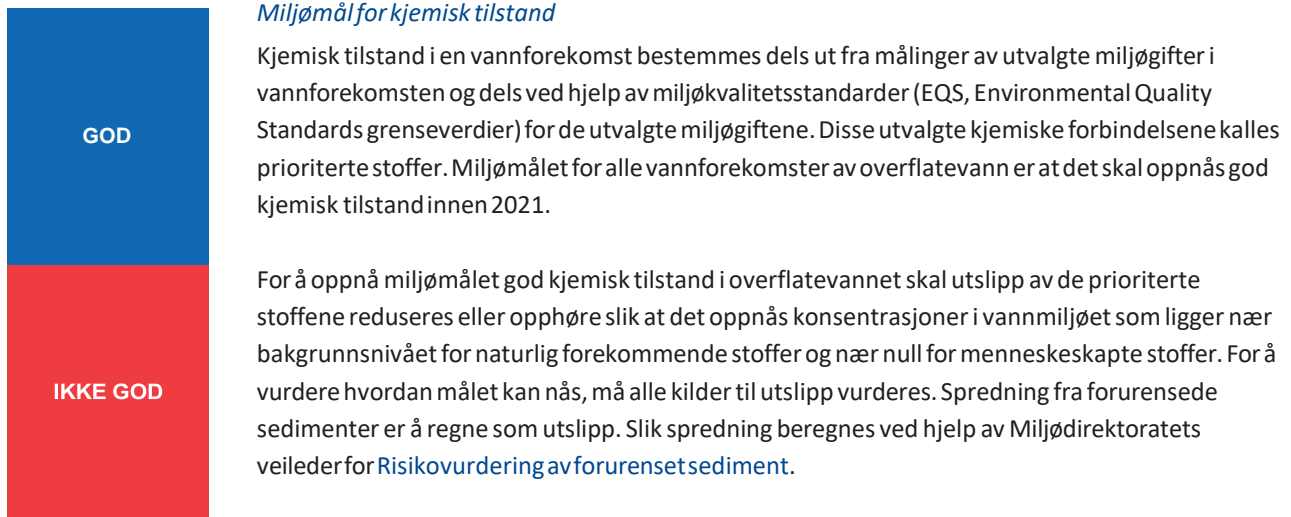 Miljømål for kjemisk tilstand
Kjemisk tilstand i en vannforekomst bestemmes dels ut fra målinger av utvalgte miljøgifter i
vannforekomsten og dels ved hjelp av miljøkvalitetsstandarder (EQS, Environmental Quality
Standards grenseverdier) for de utvalgte miljøgiftene. Disse utvalgte kjemiske forbindelsene kalles
prioriterte stoffer. Miljømålet for alle vannforekomster av overflatevann er at det skal oppnås god
kjemisk tilstand innen 2021.
GOD
For å oppnå miljømålet god kjemisk tilstand i overflatevannet skal utslipp av de prioriterte
stoffene reduseres eller opphøre slik at det oppnås konsentrasjoner i vannmiljøet som ligger nær
bakgrunnsnivået for naturlig forekommende stoffer og nær null for menneskeskapte stoffer. For å
vurdere hvordan målet kan nås, må alle kilder til utslipp vurderes. Spredning fra forurensede
sedimenter er å regne som utslipp. Slik spredning beregnes ved hjelp av Miljødirektoratets
veileder for Risikovurdering av forurenset sediment.
IKKE GOD